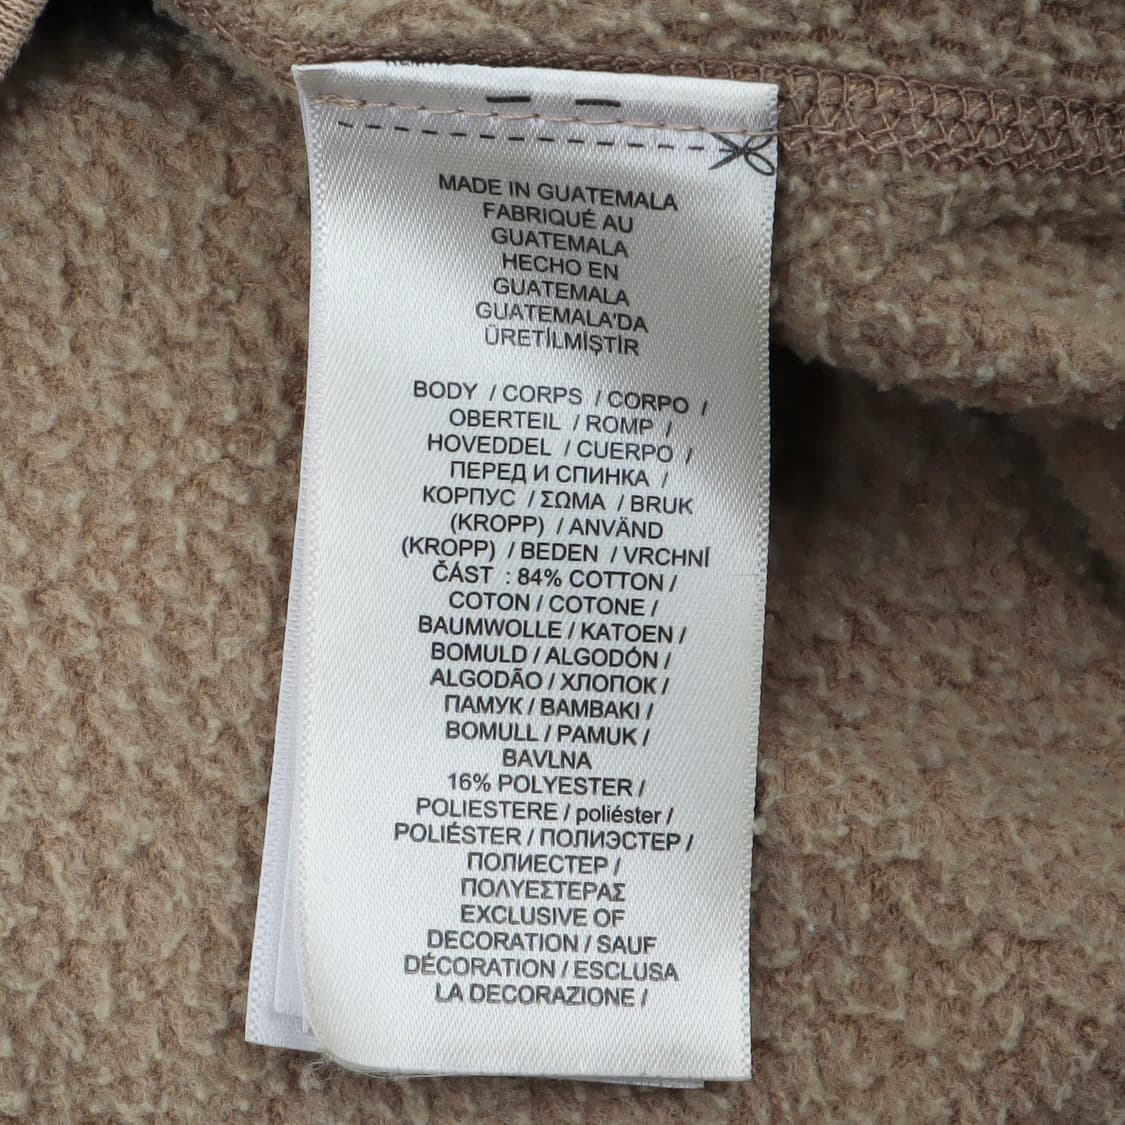 MADE IN GUATEMALA
FABRIQUÉ AU
GUATEMALA
HECHO EN
GUATEMALA
GUATEMALA'DA
ÜRETİLMİŞTİR
BODY / CORPS / CORPO /
OBERTEIL / ROMP /
HOVEDDEL / CUERPO /
ПЕРЕД И СПИНКА /
КОРПУС / ΣΩΜΑ / BRUK
(KROPP) / ANVÄND
(KROPP) / BEDEN / VRCHNÍ
ČÁST : 84% COTTON /
COTON / COTONE /
BAUMWOLLE / KATOEN /
BOMULD / ALGODÓN /
ALGODÃO / ХЛОПОК /
ПАМУК / ΒΑΜΒΑΚΙ /
BOMULL / PAMUK /
BAVLNA
16% POLYESTER /
POLIESTERE / poliéster /
POLIÉSTER / ПОЛИЭСТЕР /
ПОЛИЕСТЕР /
ΠΟΛΥΕΣΤΕΡΑΣ
EXCLUSIVE OF
DECORATION / SAUF
DÉCORATION / ESCLUSA
LA DECORAZIONE /